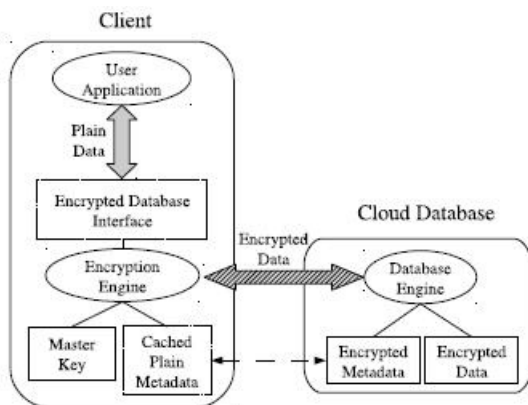 Client
User
Application
Plain
Data
Encrypted Database
Interface
Encryption
Engine
Master
Key
Cached
Plain
Metadata
Encrypted
Data
Cloud Database
Database
Engine
Encrypted
Metadata
Encrypted
Data